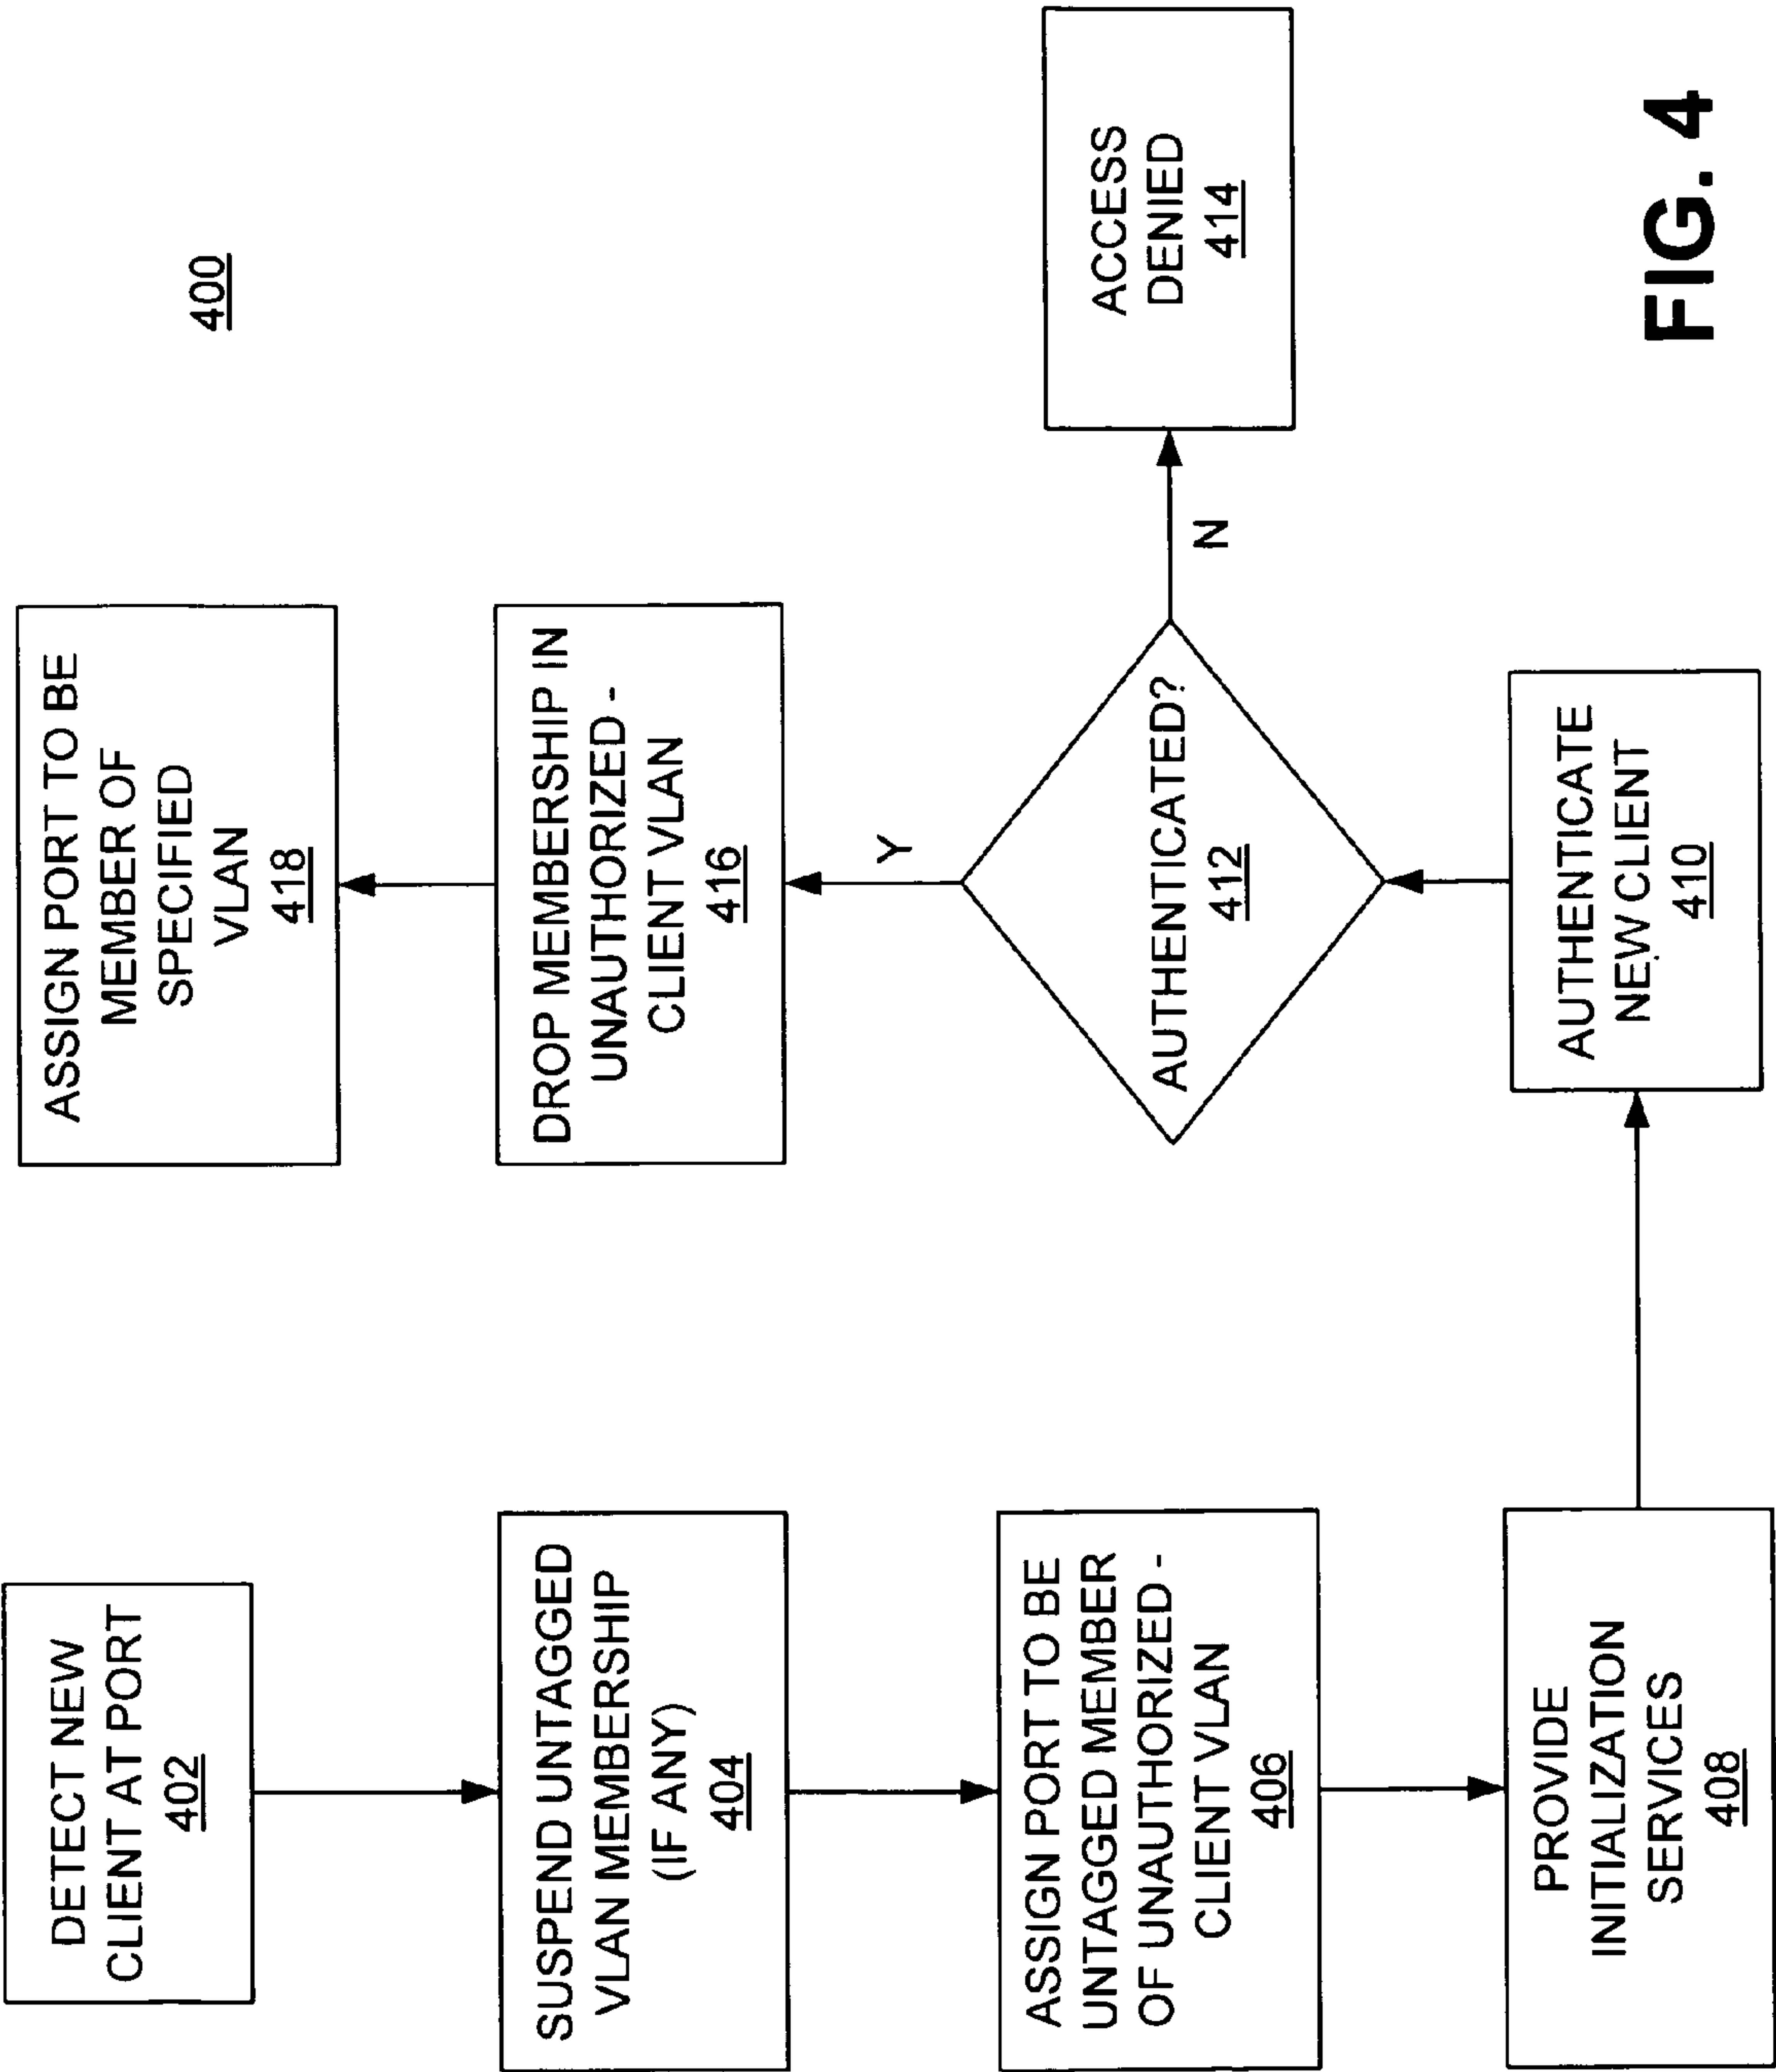 400
DETECT NEW
CLIENT AT PORT
402
SUSPEND UNTAGGED
VLAN MEMBERSHIP
(IF ANY)
404
ASSIGN PORT TO BE
UNTAGGED MEMBER
OF UNAUTHORIZED -
CLIENT VLAN
406
PROVIDE
INITIALIZATION
SERVICES
408
AUTHENTICATE
NEW CLIENT
410
AUTHENTICATED?
412
N
ACCESS
DENIED
414
Y
DROP MEMBERSHIP IN
UNAUTHORIZED -
CLIENT VLAN
416
ASSIGN PORT TO BE
MEMBER OF
SPECIFIED
VLAN
418
FIG. 4